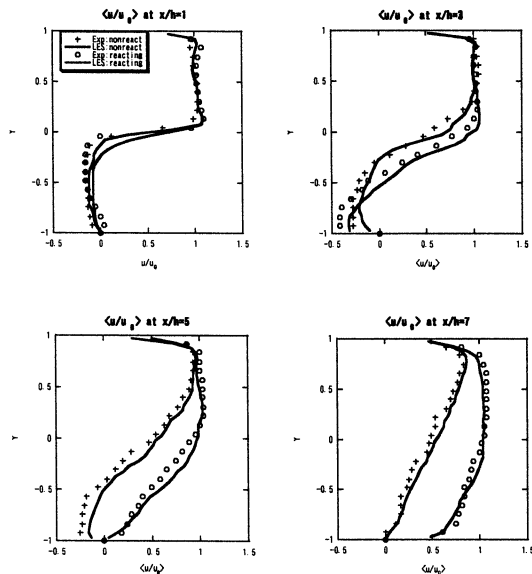 <u/u₀> at x/h=1
<u/u₀> at x/h=3
1
0.5
0
-0.5
-1
Y
+ Exp:nonreact
LES:nonreact
o Exp:reacting
LES:reacting
-0.5 0 0.5 1 1.5
u/u₀
1
0.5
0
-0.5
-1
Y
-0.5 0 0.5 1 1.5
<u/u₀>
<u/u₀> at x/h=5
<u/u₀> at x/h=7
1
0.5
0
-0.5
-1
Y
-0.5 0 0.5 1 1.5
<u/u₀>
1
0.5
0
-0.5
-1
Y
-0.5 0 0.5 1 1.5
<u/u₀>